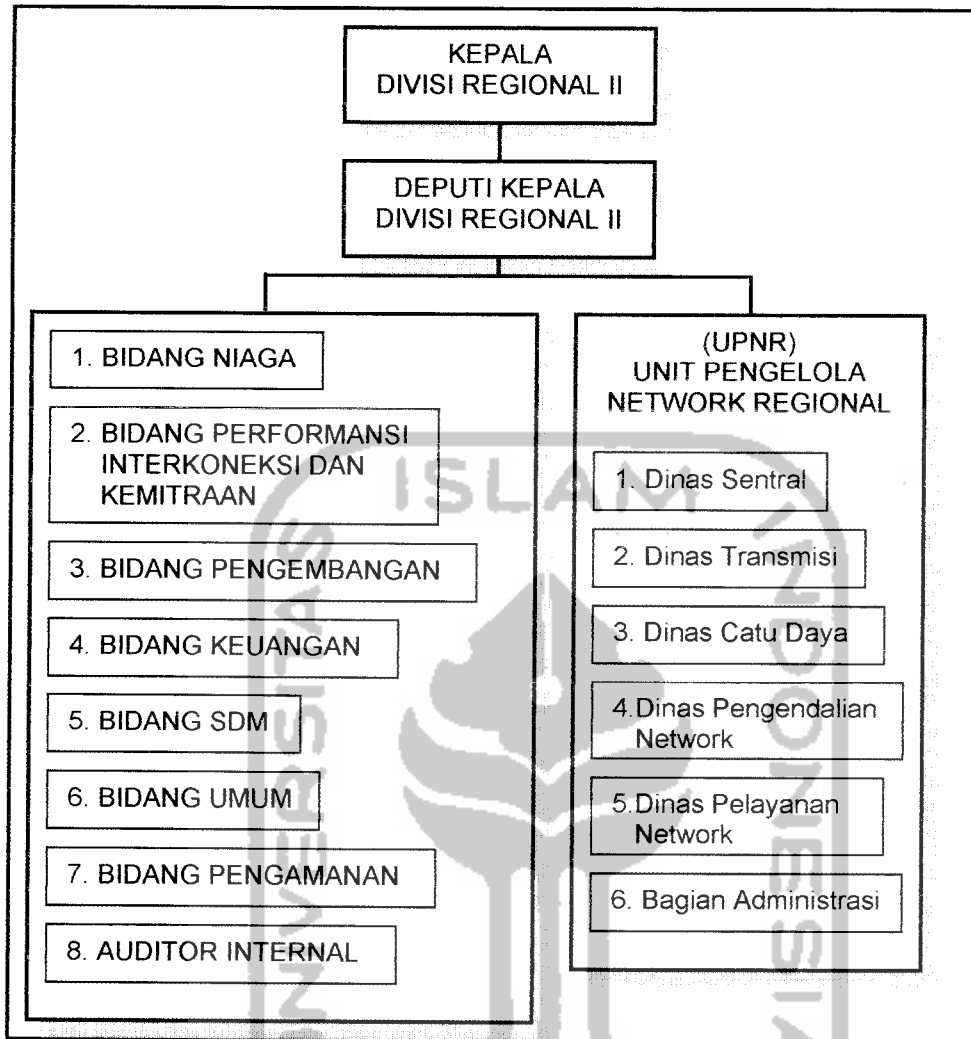 KEPALA
DIVISI REGIONAL II
DEPUTI KEPALA
DIVISI REGIONAL II
1. BIDANG NIAGA
2. BIDANG PERFORMANSI
INTERKONEKSI DAN
KEMITRAAN
3. BIDANG PENGEMBANGAN
4. BIDANG KEUANGAN
5. BIDANG SDM
6. BIDANG UMUM
7. BIDANG PENGAMANAN
8. AUDITOR INTERNAL
(UPNR)
UNIT PENGELOLA
NETWORK REGIONAL
1. Dinas Sentral
2. Dinas Transmisi
3. Dinas Catu Daya
4.Dinas Pengendalian
Network
5.Dinas Pelayanan
Network
6. Bagian Administrasi
ISLAM